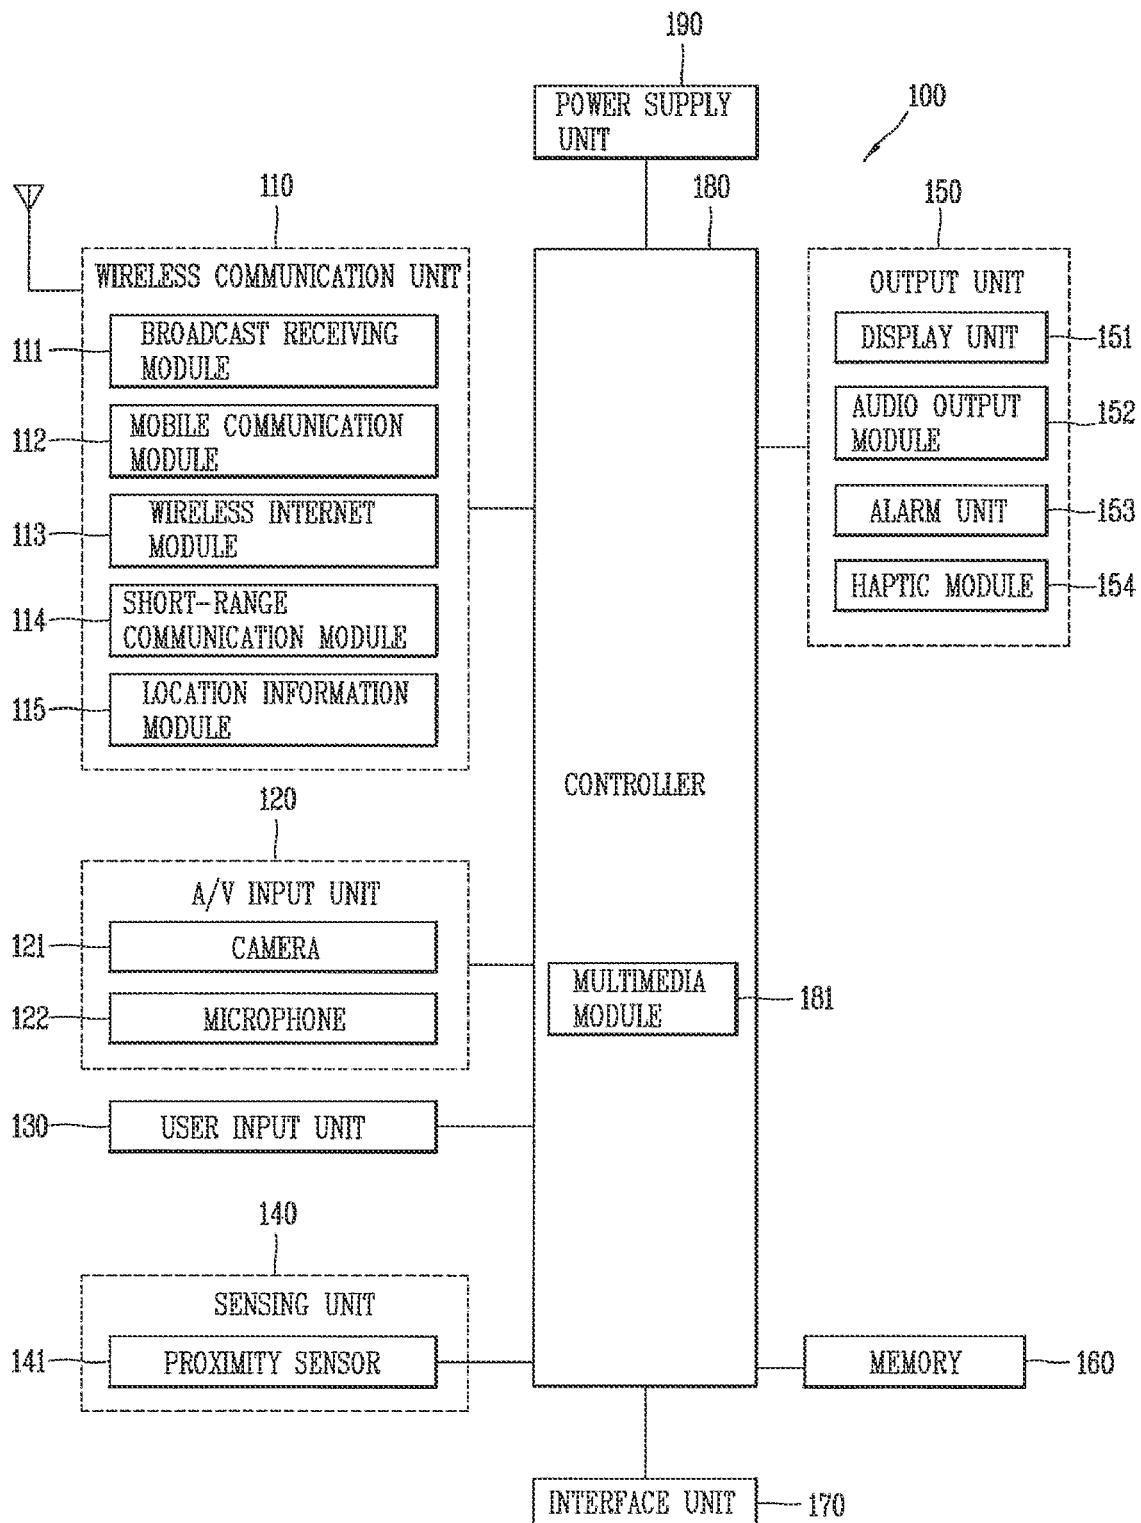 190
POWER SUPPLY
UNIT
100
110
180
150
WIRELESS COMMUNICATION UNIT
OUTPUT UNIT
111
BROADCAST RECEIVING
MODULE
112
MOBILE COMMUNICATION
MODULE
113
WIRELESS INTERNET
MODULE
114
SHORT-RANGE
COMMUNICATION MODULE
115
LOCATION INFORMATION
MODULE
DISPLAY UNIT
151
AUDIO OUTPUT
MODULE
152
ALARM UNIT
153
HAPTIC MODULE
154
CONTROLLER
120
A/V INPUT UNIT
121
CAMERA
122
MICROPHONE
MULTIMEDIA
MODULE
181
130
USER INPUT UNIT
140
SENSING UNIT
141
PROXIMITY SENSOR
MEMORY
160
INTERFACE UNIT
170